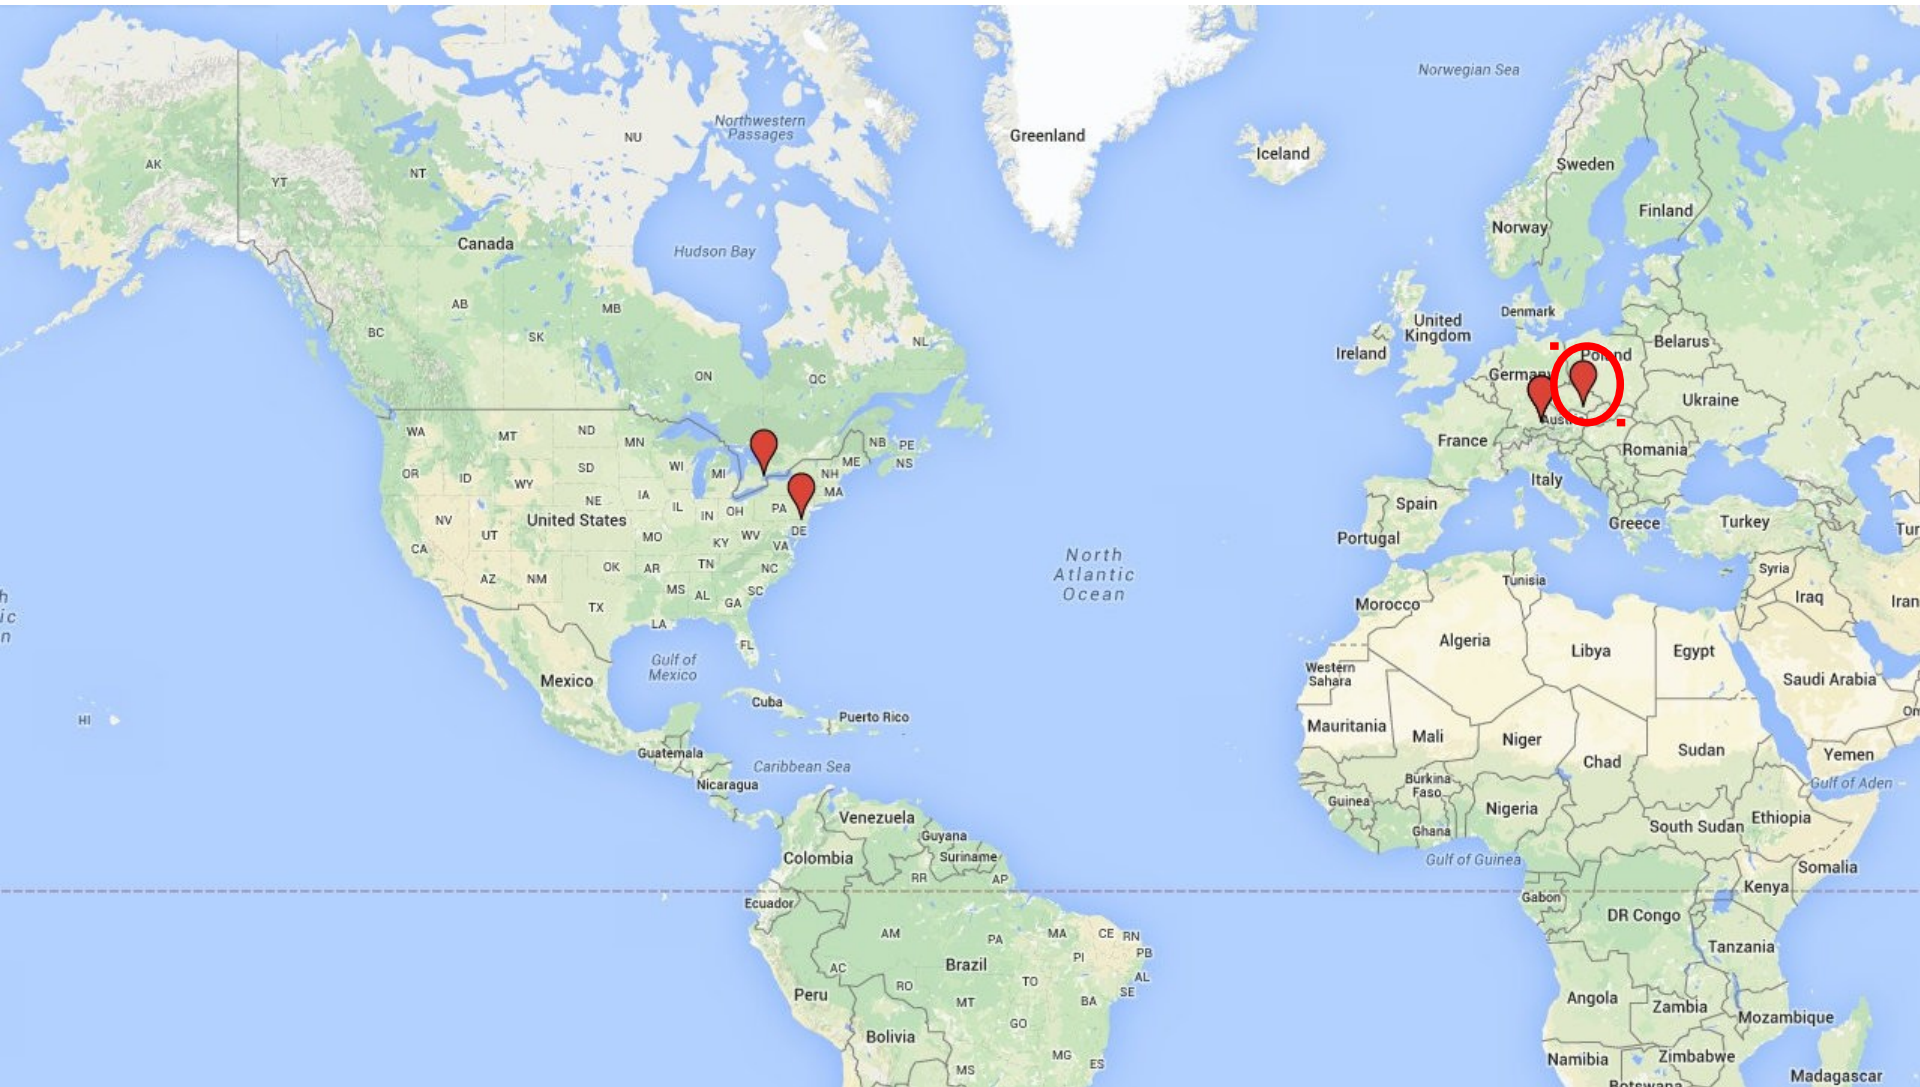 Norwegian Sea
Greenland
Northwestern
Passages
NU
Iceland
AK
NT
YT
Sweden
Finland
Norway
Canada
Hudson Bay
AB
MB
BC
SK
NL
Denmark
United
Kingdom
Ireland
Belarus
Poland
Germany
ON
QC
Ukraine
WA
MT
ND
MN
NB
PE
NS
ME
France
Romania
OR
ID
SD
WI
MI
NH
MA
WY
NE
IA
IL
IN
OH
PA
DE
Italy
Spain
Greece
Turkey
Tur
Portugal
NV
UT
United States
CA
MO
KY
WV
VA
North
Atlantic
Ocean
AZ
NM
OK
AR
TN
NC
MS
AL
SC
GA
TX
LA
FL
Tunisia
Syria
Iraq
Iran
Morocco
h
ic
n
Algeria
Libya
Egypt
Western
Sahara
Saudi Arabia
Gulf of
Mexico
Mexico
Cuba
Puerto Rico
HI
Om
Mauritania
Mali
Niger
Chad
Sudan
Yemen
Guatemala
Caribbean Sea
Nicaragua
Burkina
Faso
Gulf of Aden
Guinea
Nigeria
Venezuela
Guyana
Ghana
South Sudan
Ethiopia
Colombia
Suriname
Gulf of Guinea
Somalia
RR
AP
Kenya
Ecuador
Gabon
DR Congo
AM
PA
MA
CE
RN
PB
PI
Tanzania
Brazil
AC
RO
TO
AL
SE
Peru
MT
BA
Angola
Zambia
Mozambique
GO
Bolivia
MG
ES
MS
Namibia
Zimbabwe
Botswana
Madagascar